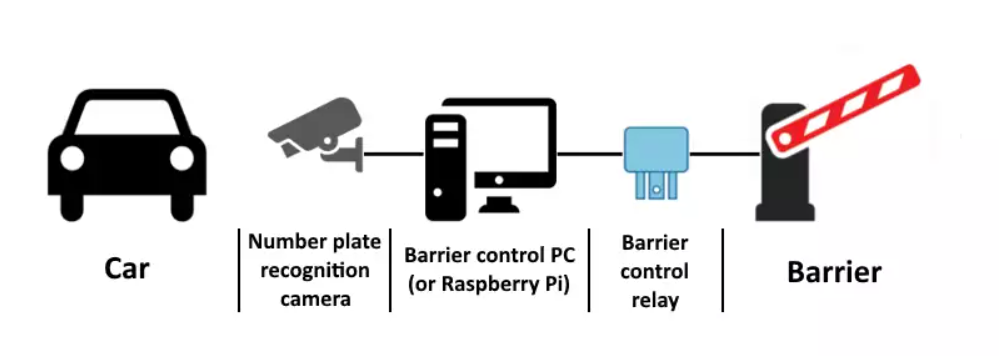 Car
Number plate
recognition
camera
Barrier control PC
(or Raspberry Pi)
Barrier
control
relay
Barrier